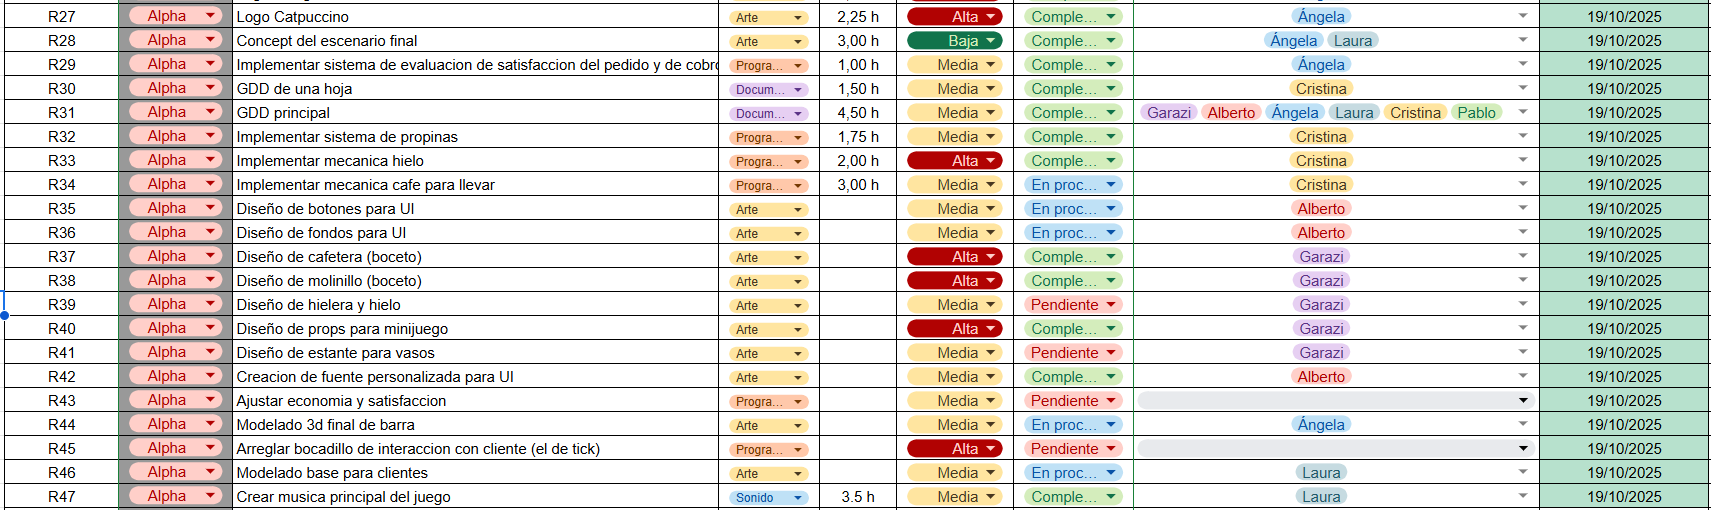 R27 Alpha Logo Catpuccino Arte 2,25 h Alta Comple... Ángela 19/10/2025
R28 Alpha Concept del escenario final Arte 3,00 h Baja Comple... Ángela Laura 19/10/2025
R29 Alpha Implementar sistema de evaluacion de satisfaccion del pedido y de cobro Progra... 1,00 h Media Comple... Ángela 19/10/2025
R30 Alpha GDD de una hoja Docum... 1,50 h Media Comple... Cristina 19/10/2025
R31 Alpha GDD principal Docum... 4,50 h Media Comple... Garazi Alberto Ángela Laura Cristina Pablo 19/10/2025
R32 Alpha Implementar sistema de propinas Progra... 1,75 h Media Comple... Cristina 19/10/2025
R33 Alpha Implementar mecanica hielo Progra... 2,00 h Alta Comple... Cristina 19/10/2025
R34 Alpha Implementar mecanica cafe para llevar Progra... 3,00 h Media En proc... Cristina 19/10/2025
R35 Alpha Diseño de botones para UI Arte Media En proc... Alberto 19/10/2025
R36 Alpha Diseño de fondos para UI Arte Media En proc... Alberto 19/10/2025
R37 Alpha Diseño de cafetera (boceto) Arte Alta Comple... Garazi 19/10/2025
R38 Alpha Diseño de molinillo (boceto) Arte Alta Comple... Garazi 19/10/2025
R39 Alpha Diseño de hielera y hielo Arte Media Pendiente Garazi 19/10/2025
R40 Alpha Diseño de props para minijuego Arte Alta Comple... Garazi 19/10/2025
R41 Alpha Diseño de estante para vasos Arte Media Pendiente Garazi 19/10/2025
R42 Alpha Creacion de fuente personalizada para UI Arte Media Comple... Alberto 19/10/2025
R43 Alpha Ajustar economia y satisfaccion Progra... Media Pendiente 19/10/2025
R44 Alpha Modelado 3d final de barra Arte Media En proc... Ángela 19/10/2025
R45 Alpha Arreglar bocadillo de interaccion con cliente (el de tick) Progra... Alta Pendiente 19/10/2025
R46 Alpha Modelado base para clientes Arte Media En proc... Laura 19/10/2025
R47 Alpha Crear musica principal del juego Sonido 3.5 h Media Comple... Laura 19/10/2025